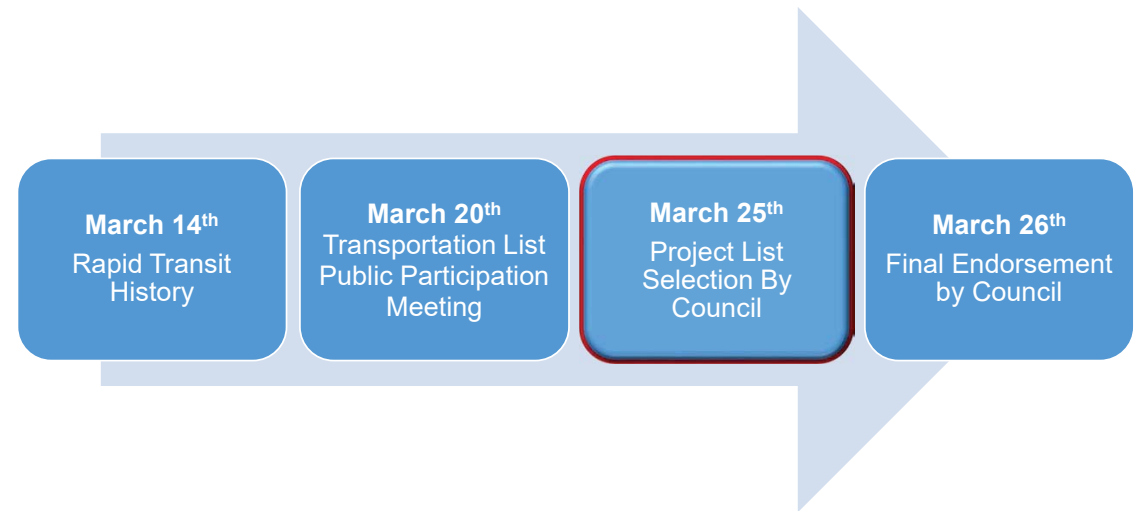 March 14th
Rapid Transit
History
March 20th
Transportation List
Public Participation
Meeting
March 25th
Project List
Selection By
Council
March 26th
Final Endorsement
by Council